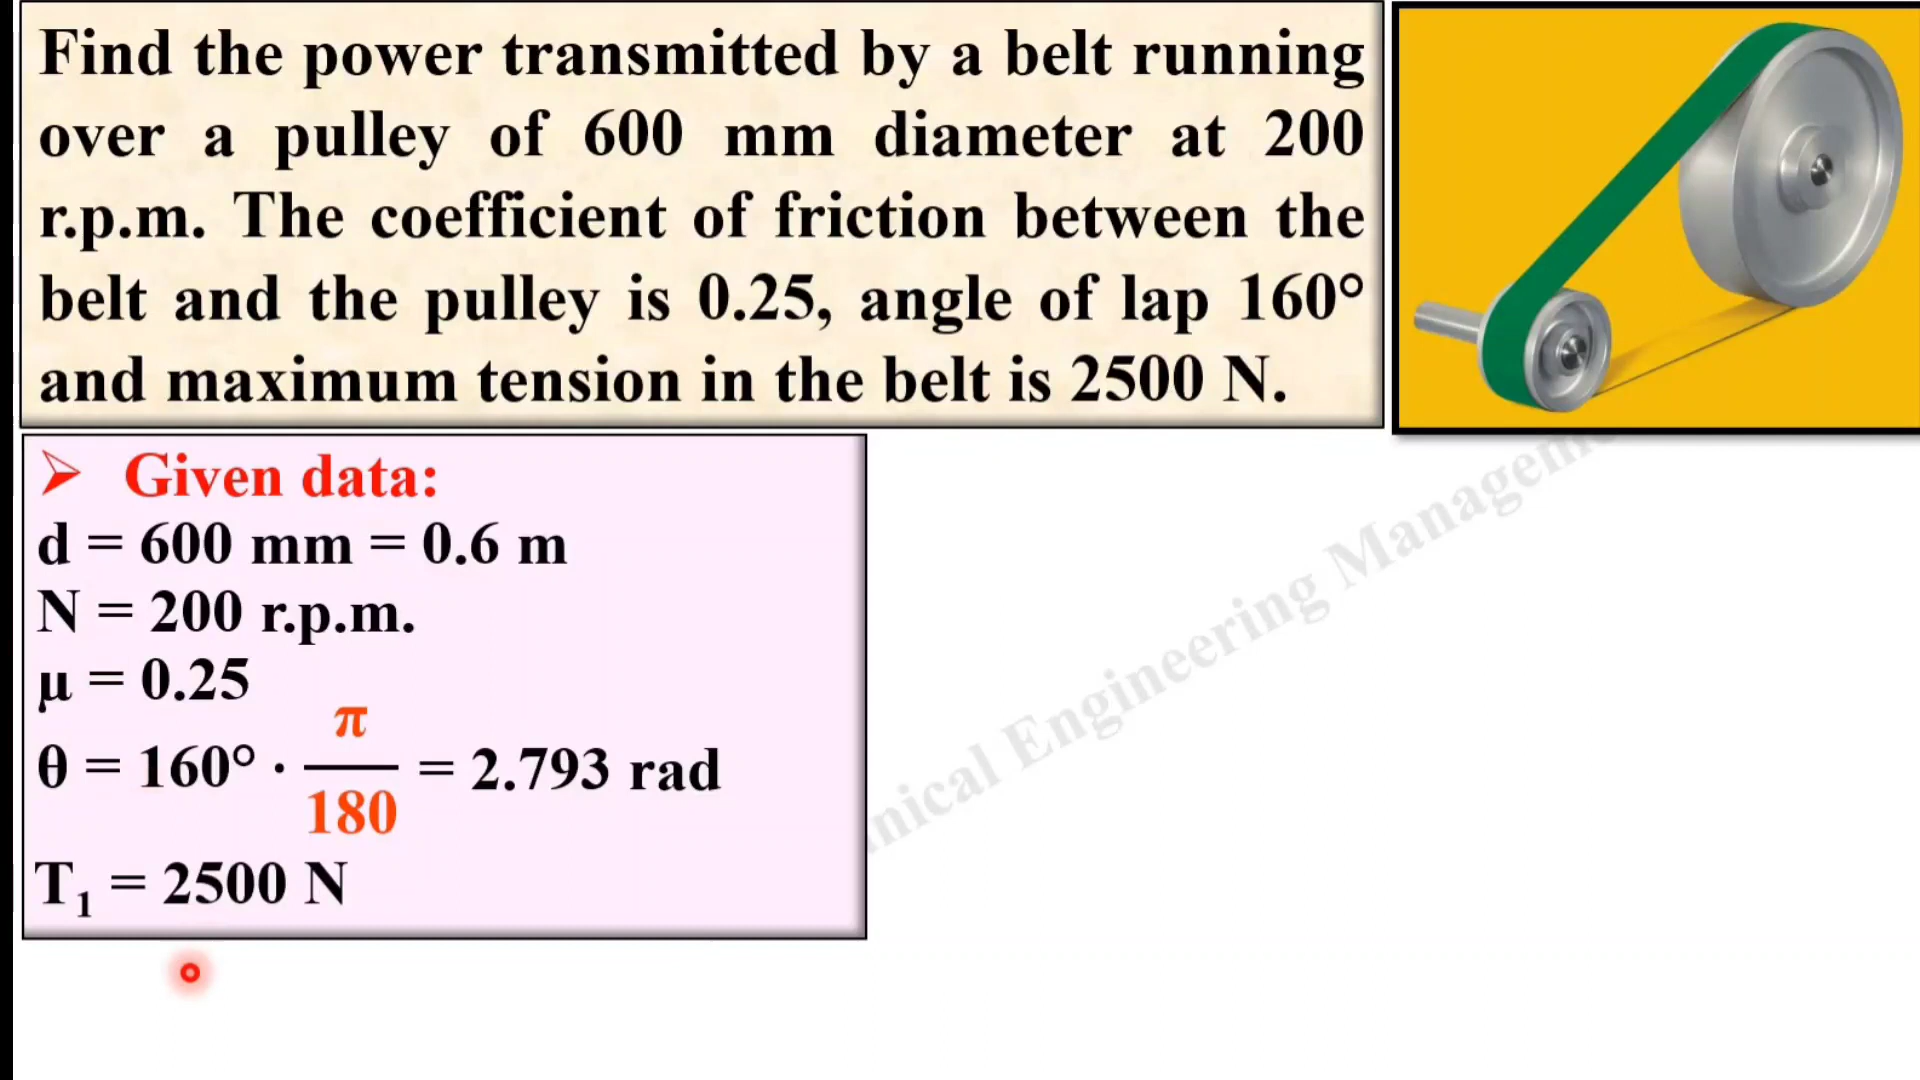 Find the power transmitted by a belt running
over a pulley of 600 mm diameter at 200
r.p.m. The coefficient of friction between the
belt and the pulley is 0.25, angle of lap 160°
and maximum tension in the belt is 2500 N.
➢ Given data:
d = 600 mm = 0.6 m
N = 200 r.p.m.
μ = 0.25
θ = 160° · π/180 = 2.793 rad
T₁ = 2500 N
Engineering